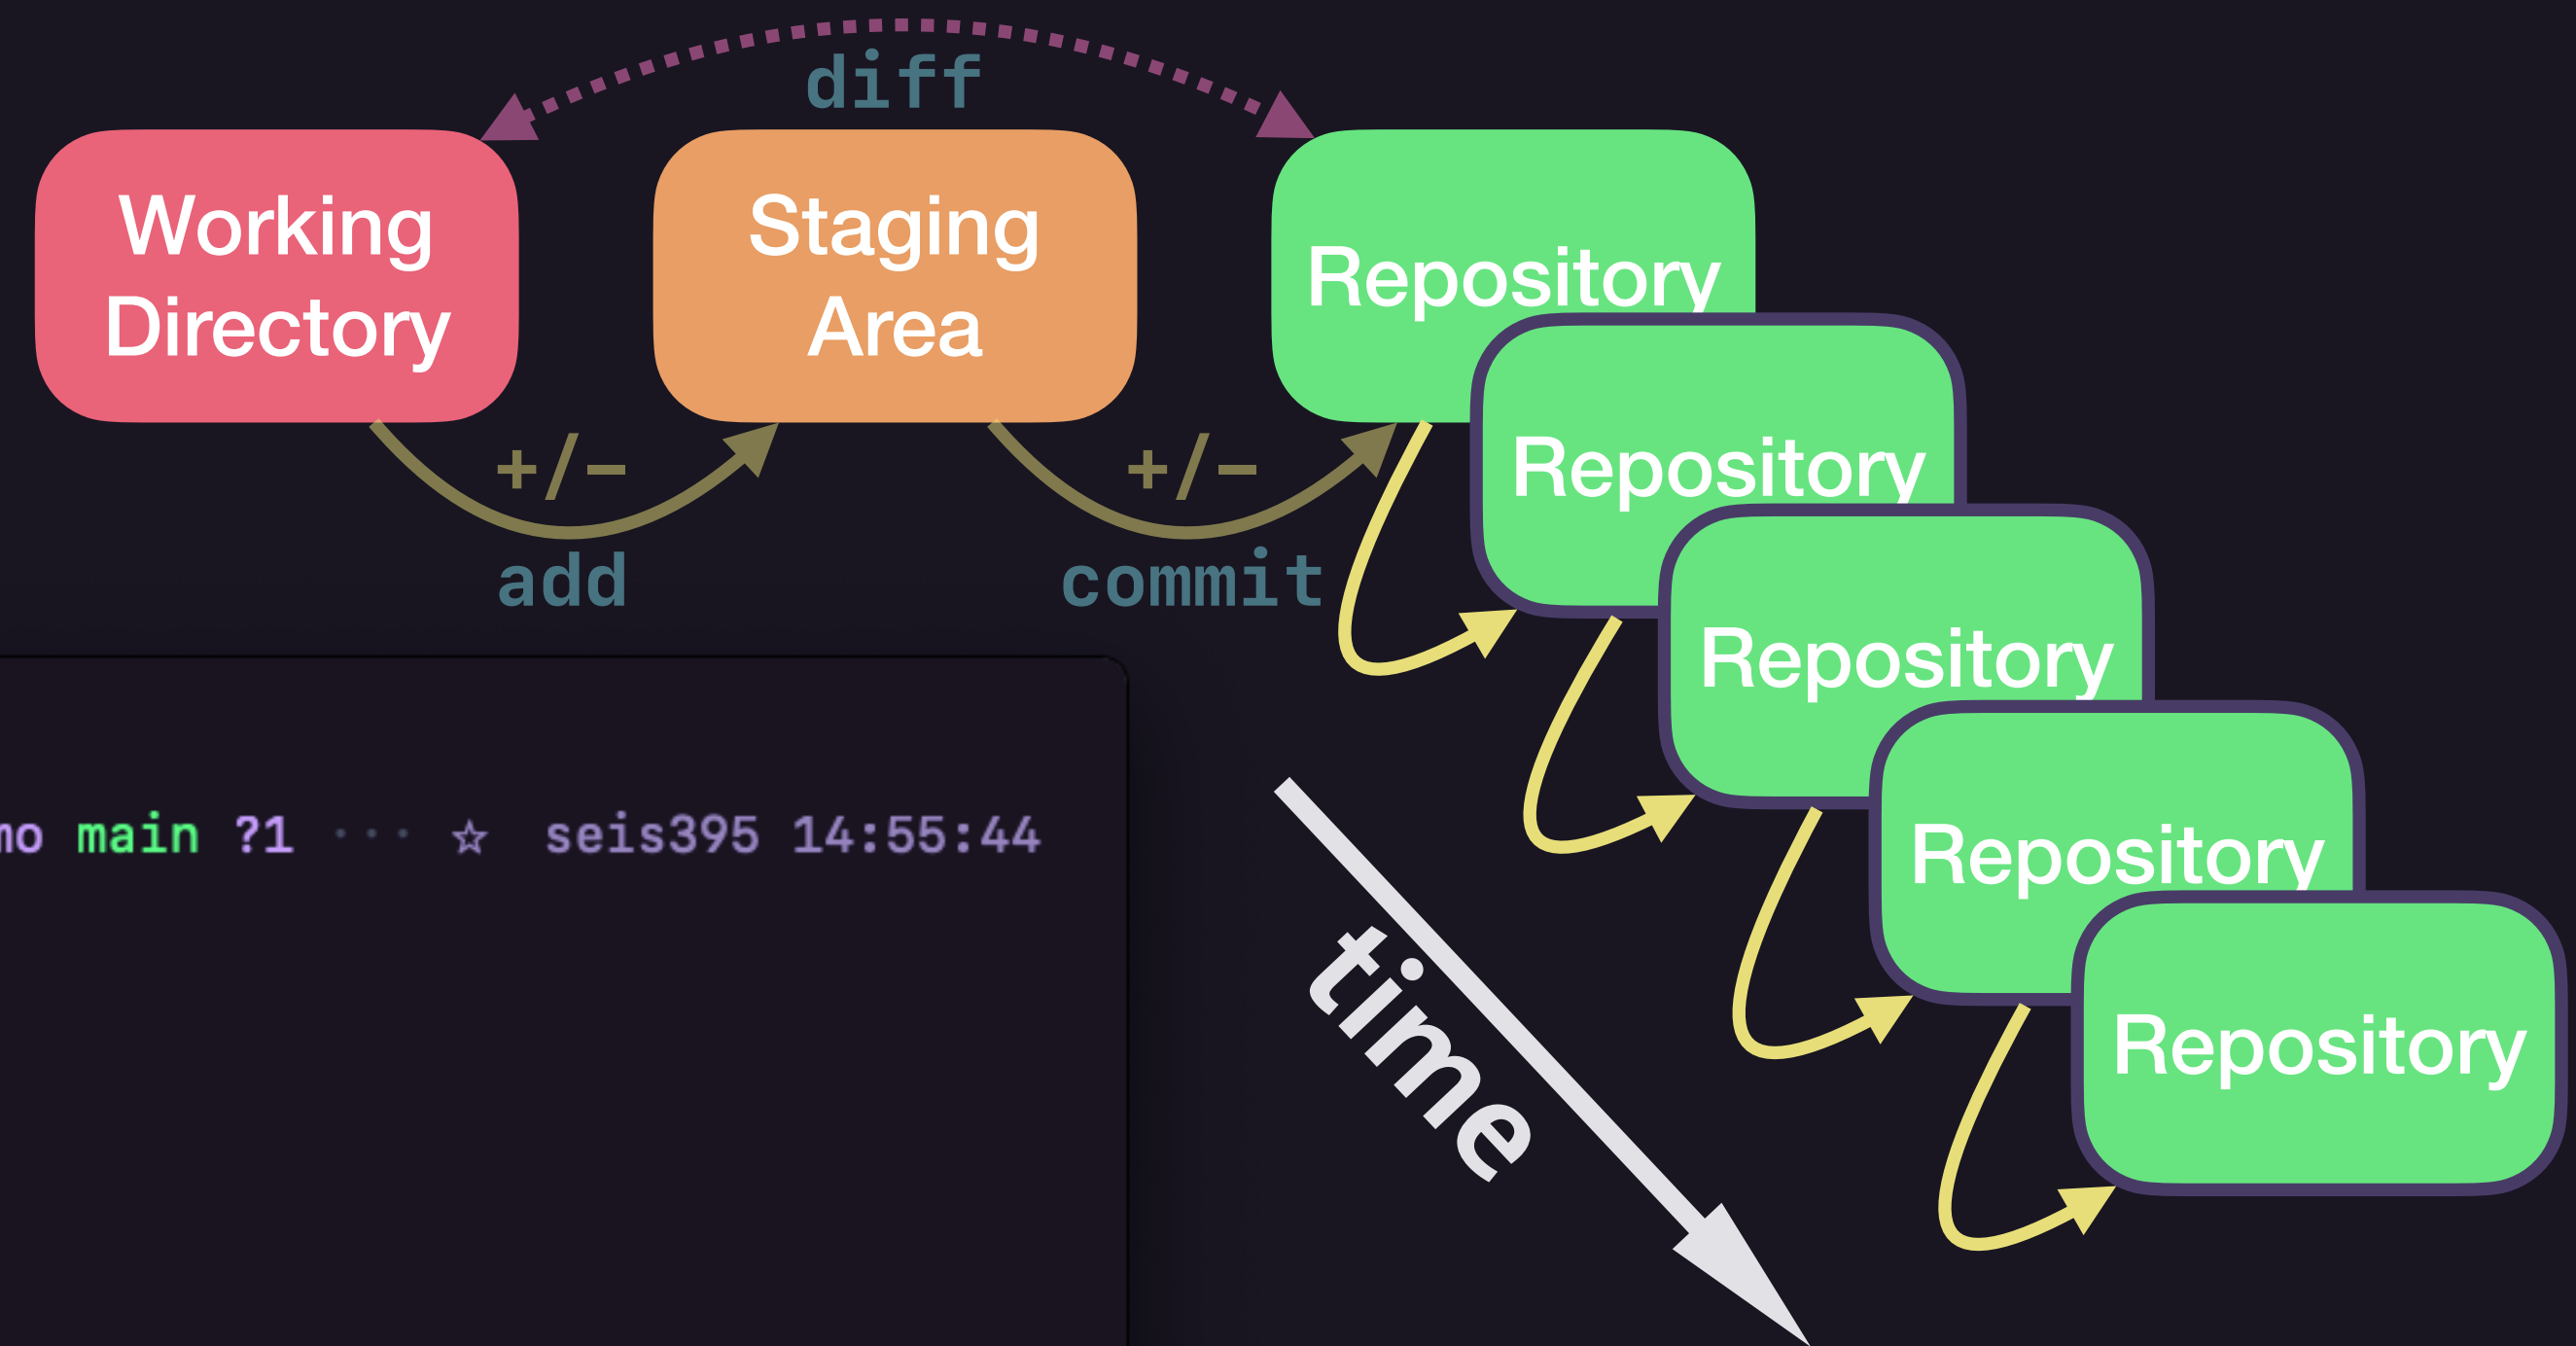 diff
Working
Directory
Staging
Area
Repository
Repository
Repository
Repository
Repository
+/−
+/−
add
commit
mo main ?1 ··· ☆ seis395 14:55:44
time